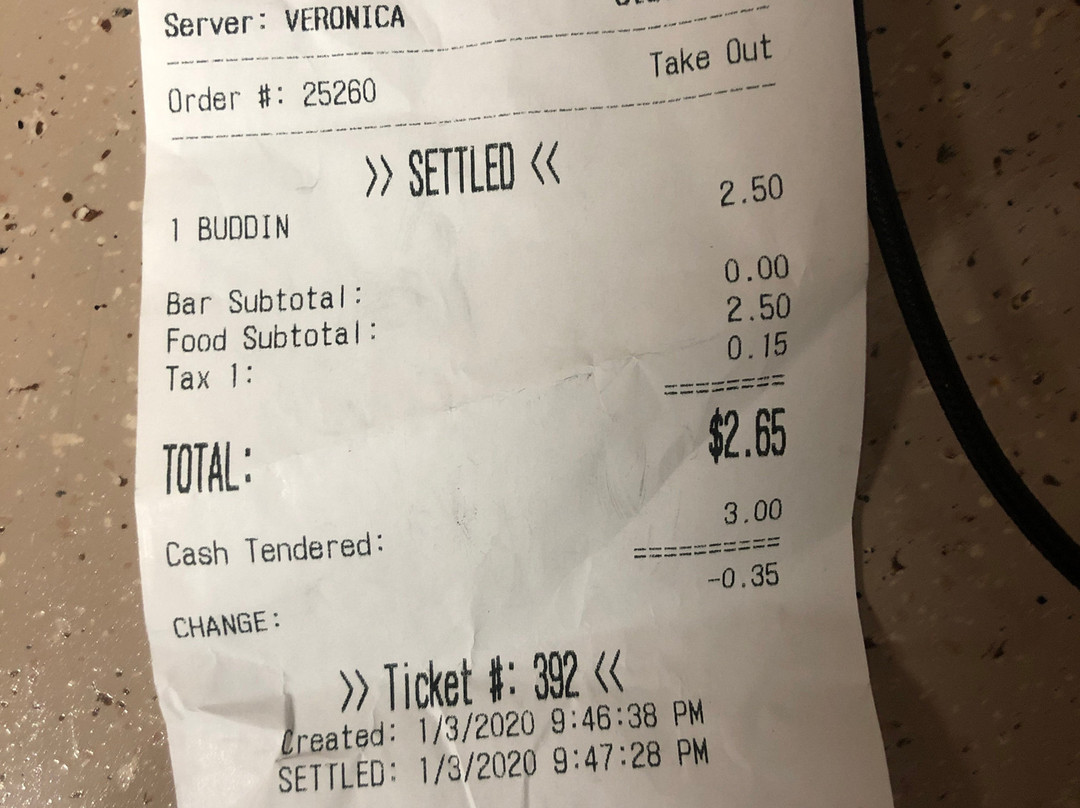 Server: VERONICA
Order #: 25260 Take Out
>> SETTLED <<
1 BUDDIN 2.50
Bar Subtotal: 0.00
Food Subtotal: 2.50
Tax 1: 0.15
========
TOTAL: $2.65
Cash Tendered: 3.00
==========
CHANGE: -0.35
>> Ticket #: 392 <<
Created: 1/3/2020 9:46:38 PM
SETTLED: 1/3/2020 9:47:28 PM